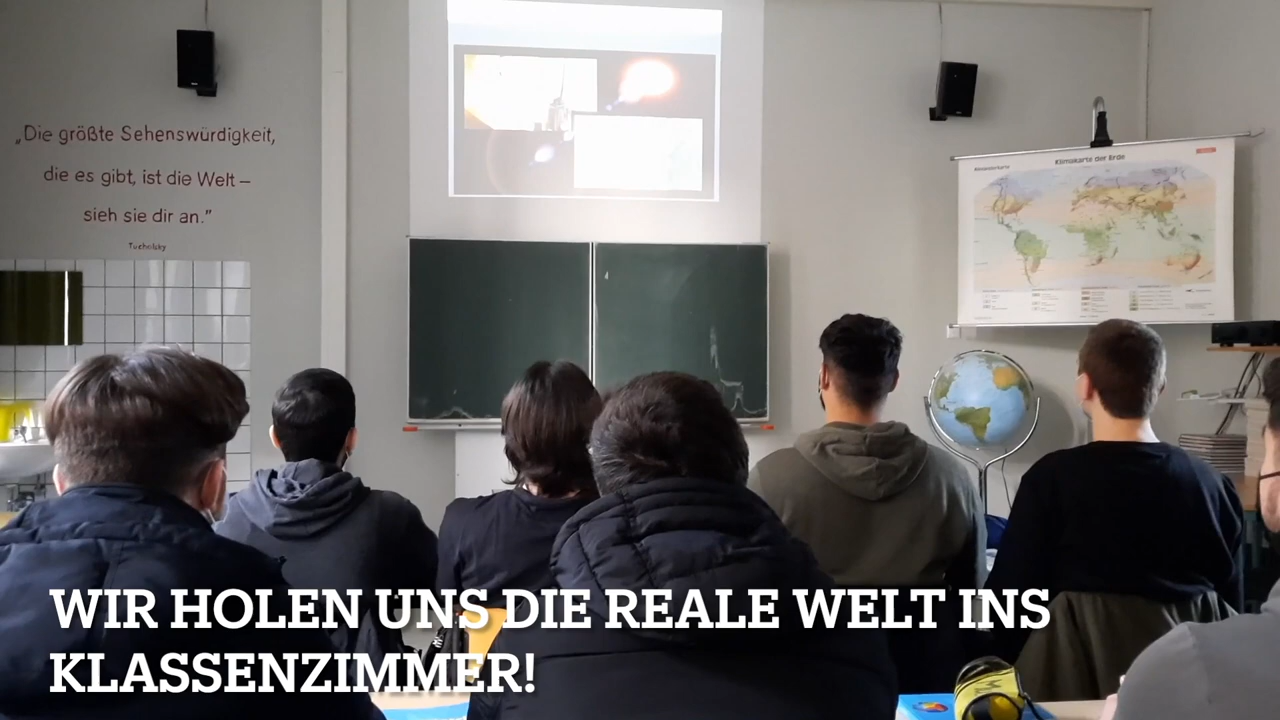 „Die größte Sehenswürdigkeit,
die es gibt, ist die Welt –
sieh sie dir an.”
Tucholsky
Klimakarte der Erde
WIR HOLEN UNS DIE REALE WELT INS
KLASSENZIMMER!